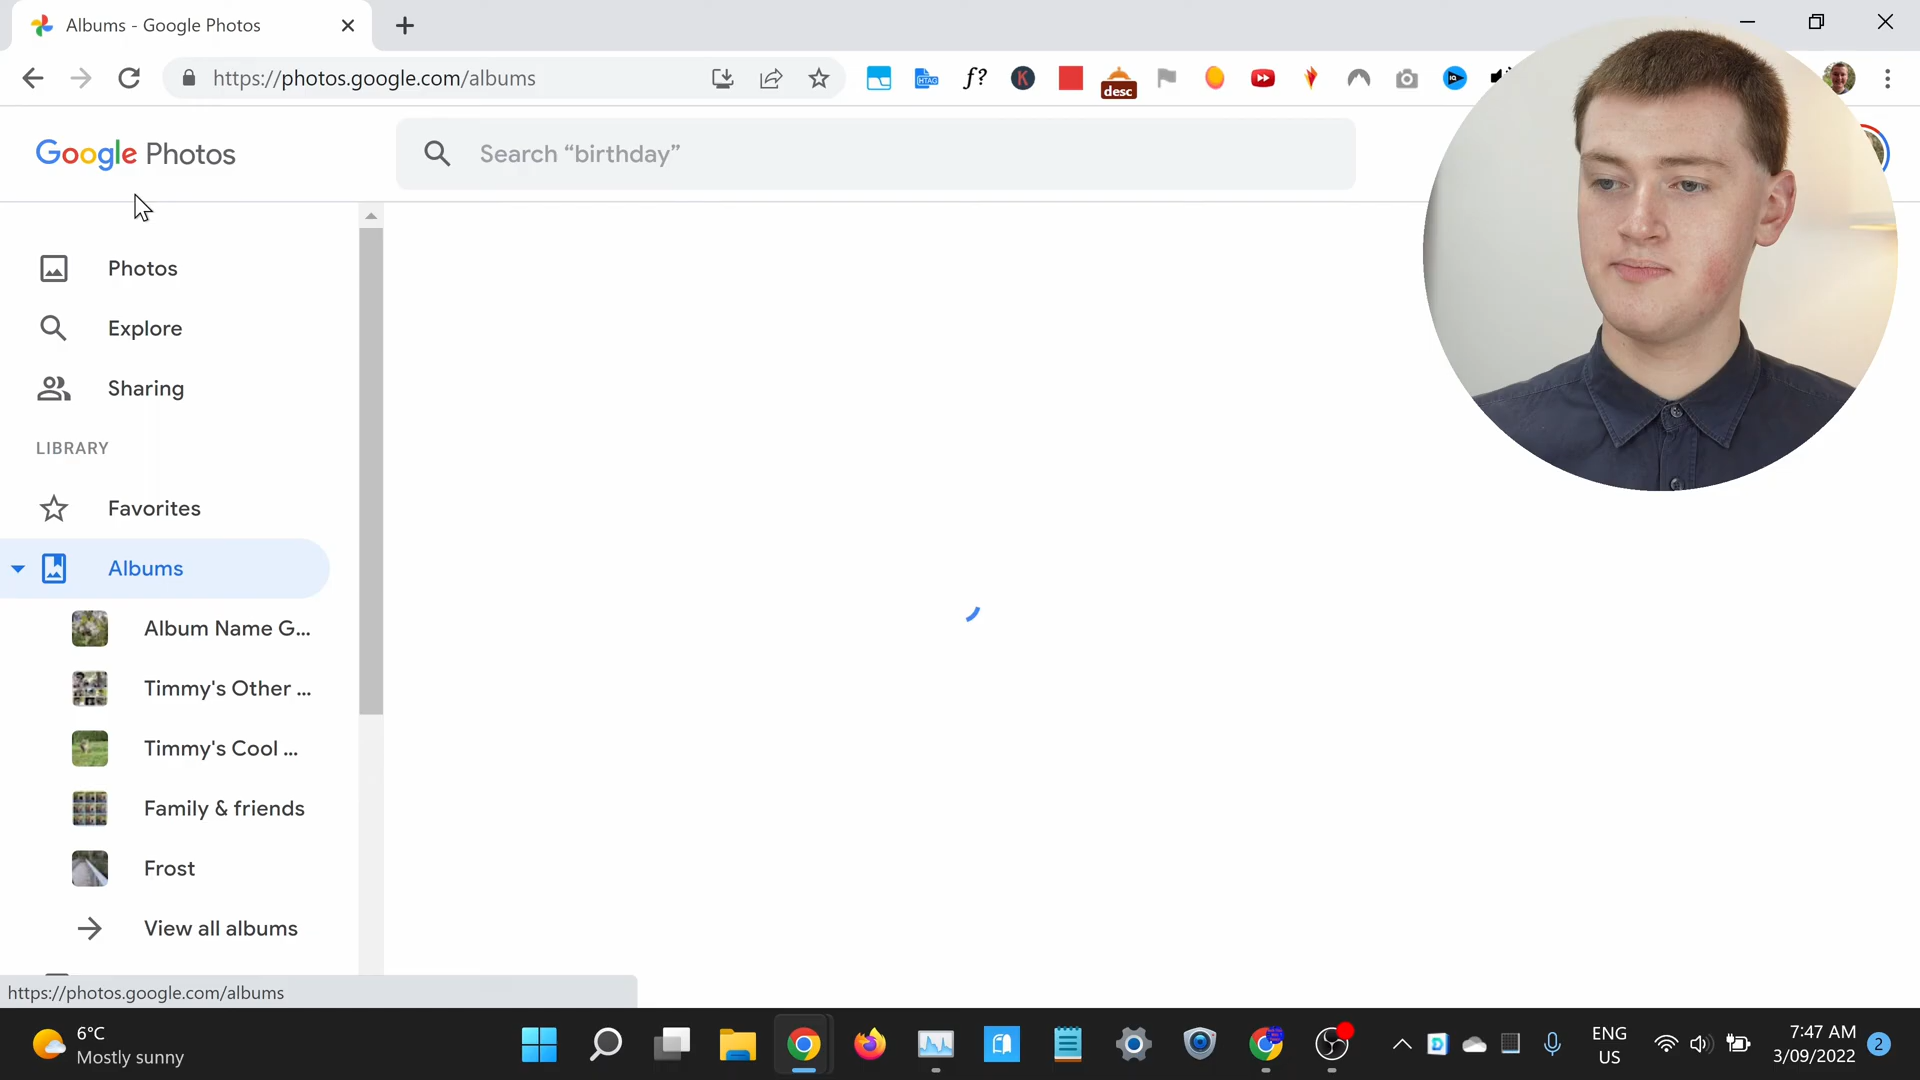 Albums - Google Photos
https://photos.google.com/albums
f?
K
desc
Google Photos
Search “birthday”
Photos
Explore
Sharing
LIBRARY
Favorites
Albums
Album Name G...
Timmy's Other ...
Timmy's Cool ...
Family & friends
Frost
View all albums
https://photos.google.com/albums
6°C
Mostly sunny
ENG
US
7:47 AM
3/09/2022
2